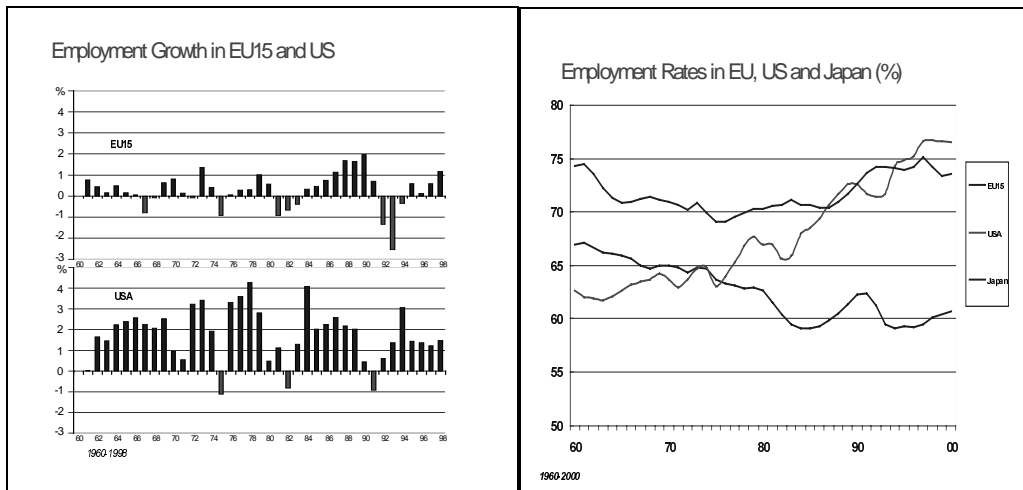 Employment Growth in EU15 and US
%
5
4
3
2
1
0
-1
-2
-3
EU15
60 62 64 66 68 70 72 74 76 78 80 82 84 86 88 90 92 94 96 98
%
5
4
3
2
1
0
-1
-2
-3
USA
60 62 64 66 68 70 72 74 76 78 80 82 84 86 88 90 92 94 96 98
1960-1998
Employment Rates in EU, US and Japan (%)
80
75
70
65
60
55
50
60 70 80 90 00
EU15
USA
Japan
1960-2000